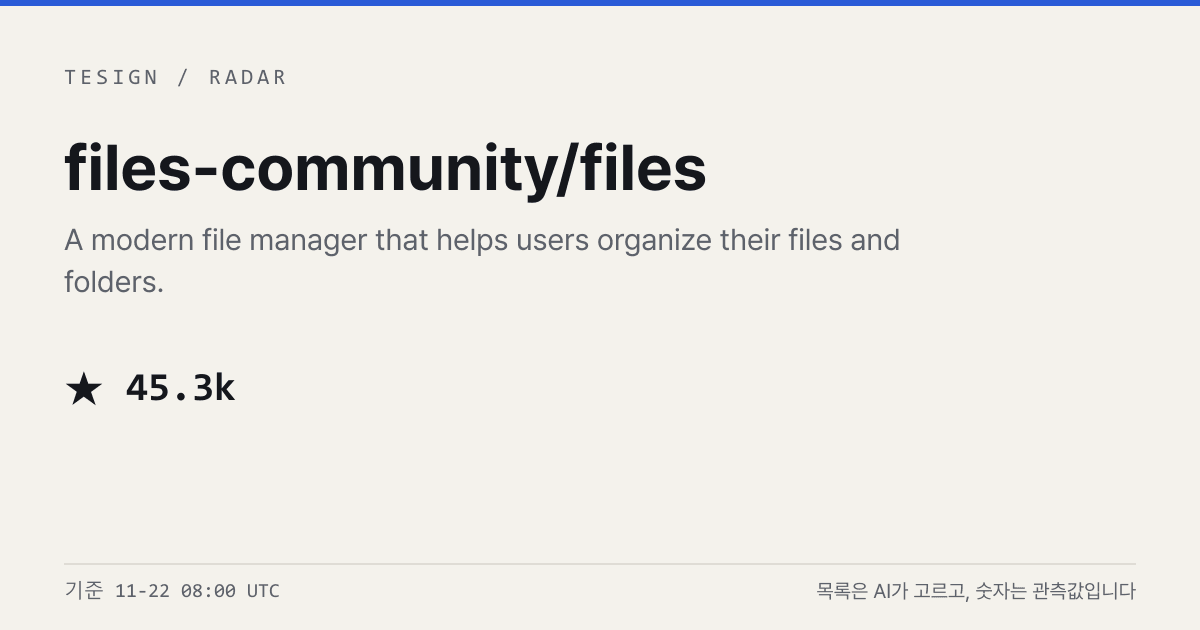 TESIGN / RADAR
files-community/files
A modern file manager that helps users organize their files and
folders.
★ 45.3k
기준 11-22 08:00 UTC
목록은 AI가 고르고, 숫자는 관측값입니다